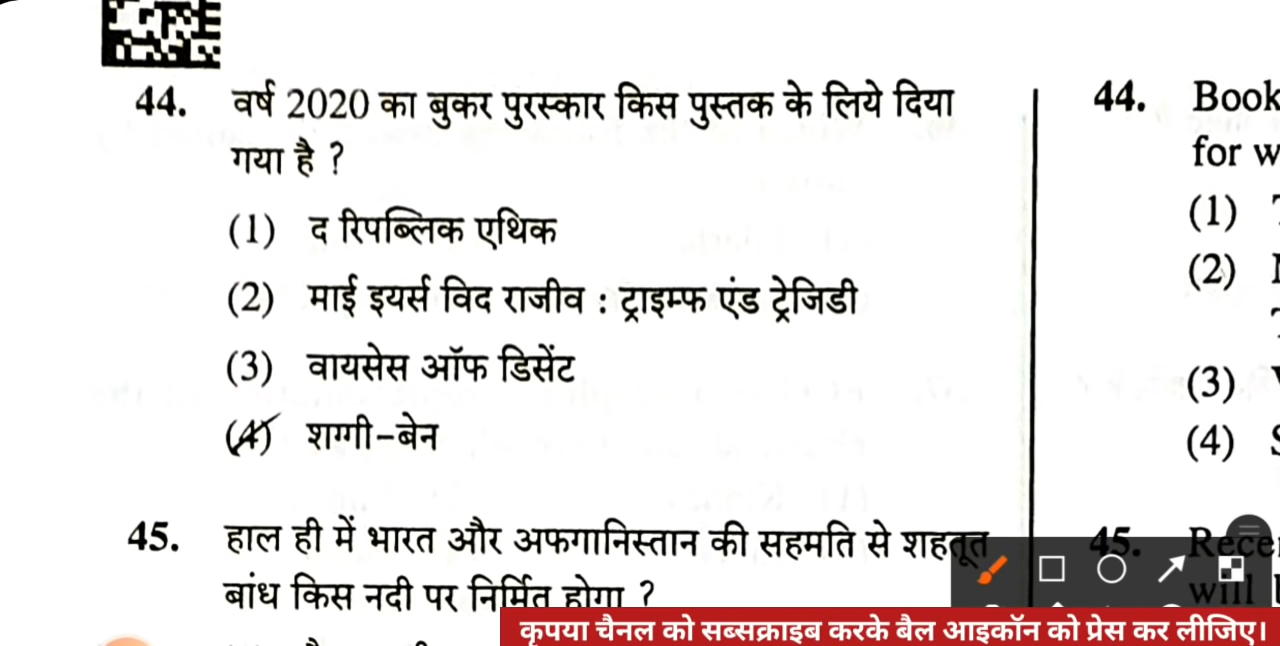 44. वर्ष 2020 का बुकर पुरस्कार किस पुस्तक के लिये दिया
गया है ?
(1) द रिपब्लिक एथिक
(2) माई इयर्स विद राजीव : ट्राइम्फ एंड ट्रेजिडी
(3) वायसेस ऑफ डिसेंट
(4) शग्गी-बेन
45. हाल ही में भारत और अफगानिस्तान की सहमति से शहतूत
बांध किस नदी पर निर्मित होगा ?
44. Book
for w
(1)
(2)
(3)
(4)
45. Rece
will
कृपया चैनल को सब्सक्राइब करके बैल आइकॉन को प्रेस कर लीजिए।